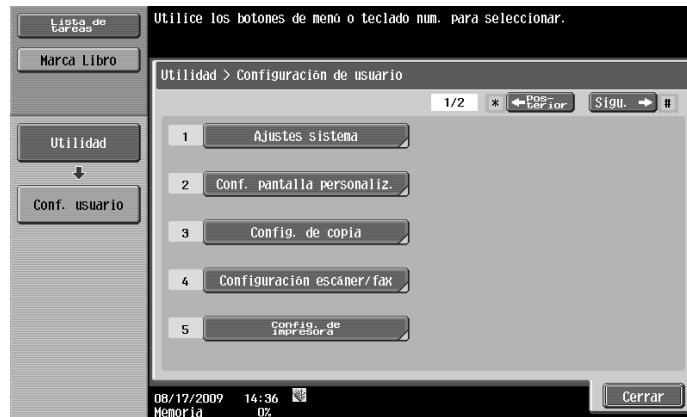 Utilice los botones de menú o teclado num. para seleccionar.
Lista de
tareas
Marca Libro
Utilidad > Configuración de usuario
1/2 * ←Pos-
terior Sigu. → #
Utilidad
Conf. usuario
1 Ajustes sistema
2 Conf. pantalla personaliz.
3 Config. de copia
4 Configuración escáner/fax
5 Config. de
impresora
08/17/2009 14:36
Memoria 0%
Cerrar